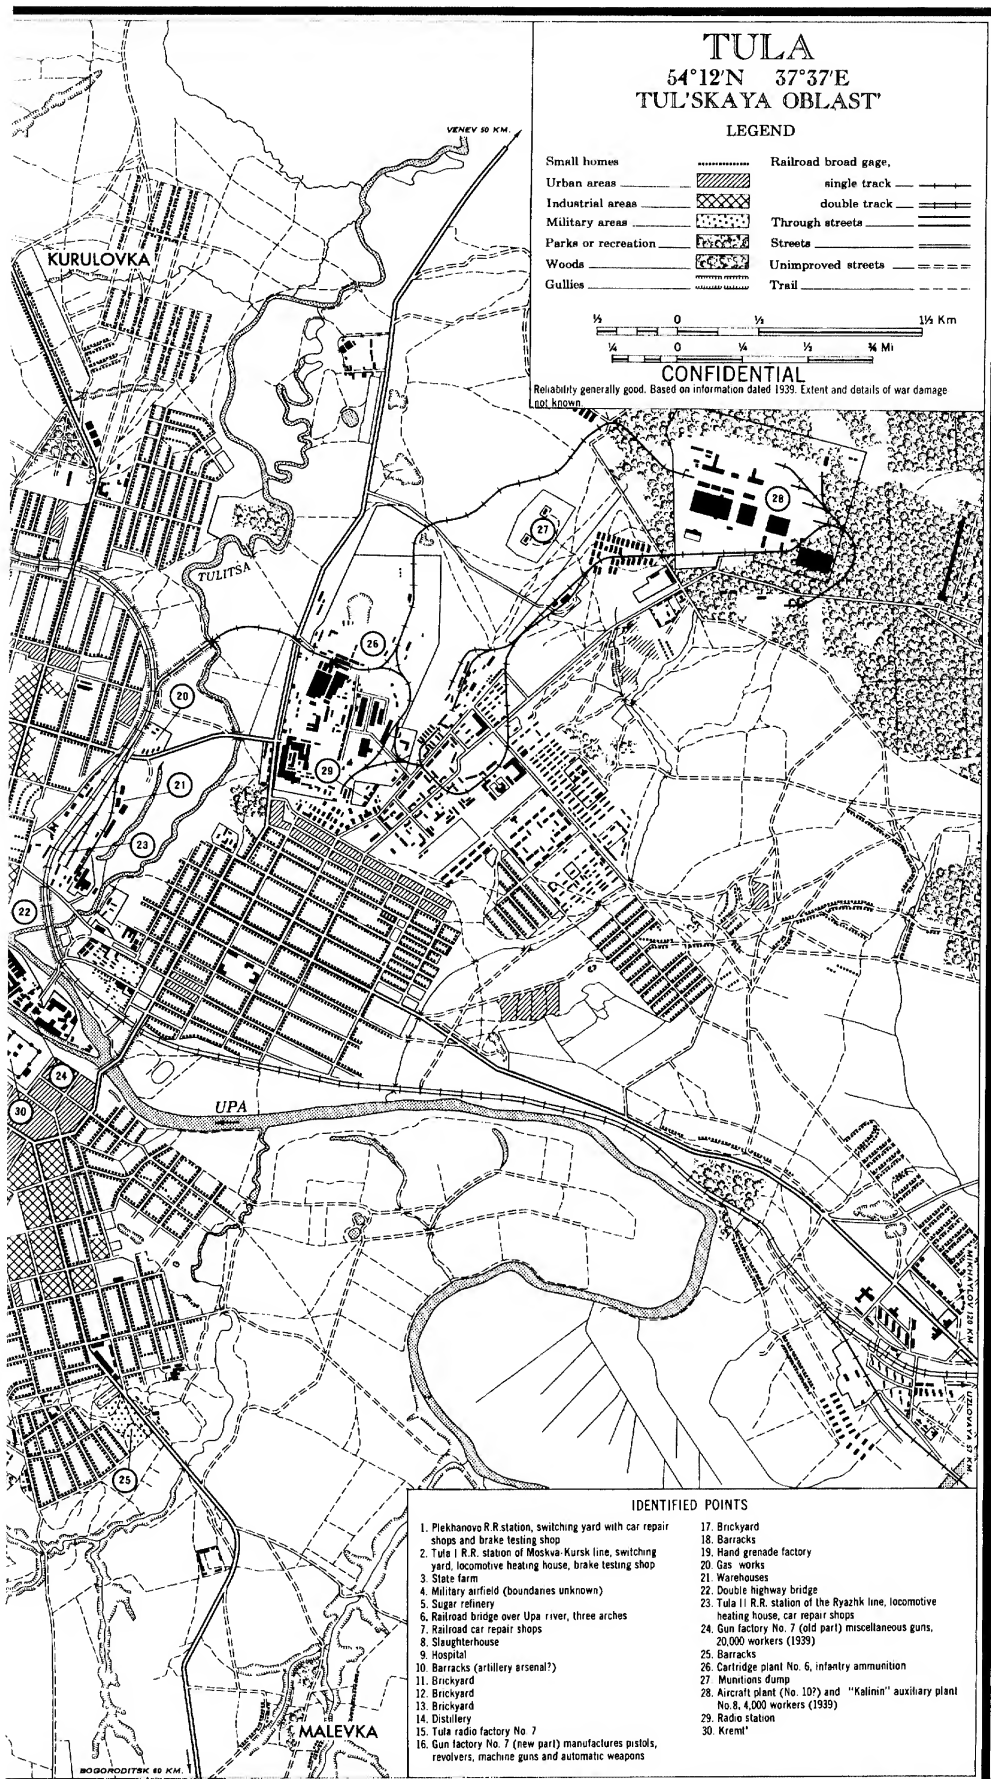 TULA
54°12'N 37°37'E
TUL'SKAYA OBLAST'
LEGEND
Small homes
Urban areas
Industrial areas
Military areas
Parks or recreation
Woods
Gullies
Railroad broad gage,
single track
double track
Through streets
Streets
Unimproved streets
Trail
½ 0 ½ 1½ Km
¼ 0 ¼ ½ ¾ Mi
CONFIDENTIAL
Reliability generally good. Based on information dated 1939. Extent and details of war damage
not known.
VENEV 50 KM.
KURULOVKA
28
27
TULITSA
26
20
29
21
23
22
24
UPA
30
MIKHAYLOV 120 KM
UZLOVAYA 57 KM.
25
MALEVKA
BOGORODITSK 60 KM.
IDENTIFIED POINTS
1. Plekhanovo R.R. station, switching yard with car repair
shops and brake testing shop
2. Tula I R.R. station of Moskva-Kursk line, switching
yard, locomotive heating house, brake testing shop
3. State farm
4. Military airfield (boundaries unknown)
5. Sugar refinery
6. Railroad bridge over Upa river, three arches
7. Railroad car repair shops
8. Slaughterhouse
9. Hospital
10. Barracks (artillery arsenal?)
11. Brickyard
12. Brickyard
13. Brickyard
14. Distillery
15. Tula radio factory No. 7
16. Gun factory No. 7 (new part) manufactures pistols,
revolvers, machine guns and automatic weapons
17. Brickyard
18. Barracks
19. Hand grenade factory
20. Gas works
21. Warehouses
22. Double highway bridge
23. Tula II R.R. station of the Ryazhk line, locomotive
heating house, car repair shops
24. Gun factory No. 7 (old part) miscellaneous guns,
20,000 workers (1939)
25. Barracks
26. Cartridge plant No. 6, infantry ammunition
27. Munitions dump
28. Aircraft plant (No. 10?) and "Kalinin" auxiliary plant
No. 8, 4,000 workers (1939)
29. Radio station
30. Kreml'